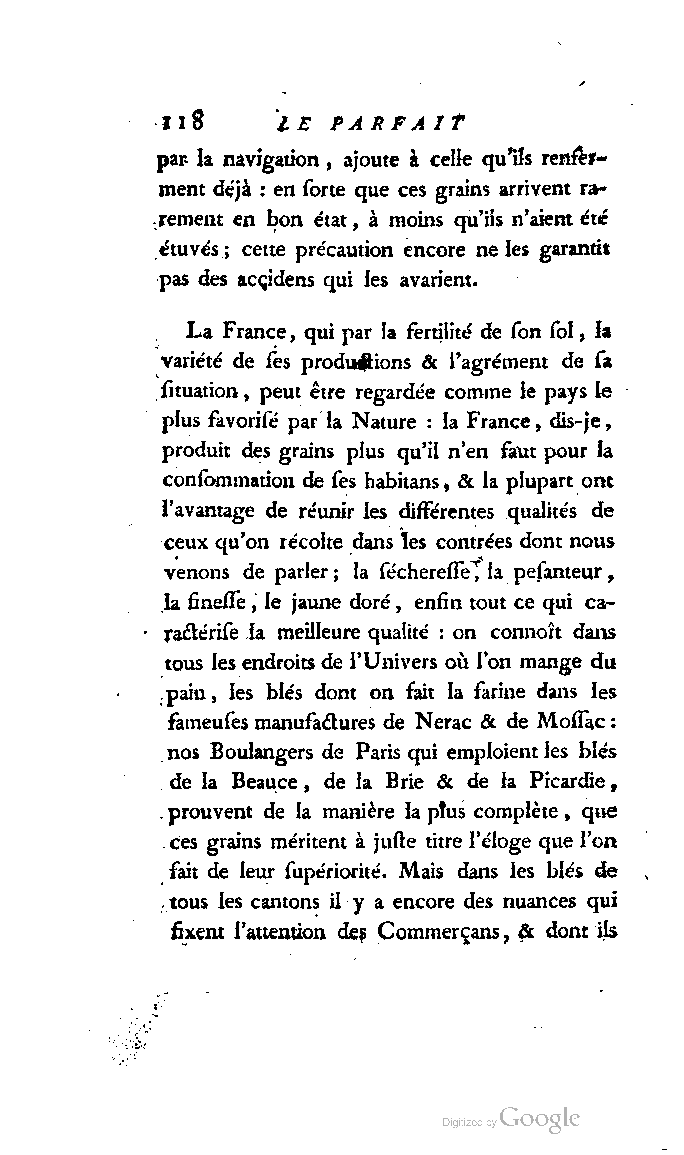 118 LE PARFAIT
par la navigation, ajoute à celle qu'ils renfer-
ment déjà : en ſorte que ces grains arrivent ra-
rement en bon état, à moins qu'ils n'aient été
étuvés ; cette précaution encore ne les garantit
pas des accidens qui les avarient.
La France, qui par la fertilité de ſon ſol, la
variété de ſes productions & l'agrément de ſa
ſituation, peut être regardée comme le pays le
plus favoriſé par la Nature : la France, dis-je,
produit des grains plus qu'il n'en faut pour la
conſommation de ſes habitans, & la plupart ont
l'avantage de réunir les différentes qualités de
ceux qu'on récolte dans les contrées dont nous
venons de parler ; la ſéchereſſe, la peſanteur,
la fineſſe, le jaune doré, enfin tout ce qui ca-
ractériſe la meilleure qualité : on connoît dans
tous les endroits de l'Univers où l'on mange du
pain, les blés dont on fait la farine dans les
fameuſes manufactures de Nerac & de Moſſac :
nos Boulangers de Paris qui emploient les blés
de la Beauce, de la Brie & de la Picardie,
prouvent de la manière la plus complète, que
ces grains méritent à juſte titre l'éloge que l'on
fait de leur ſupériorité. Mais dans les blés de
tous les cantons il y a encore des nuances qui
fixent l'attention des Commerçans, & dont ils
Digitized by Google